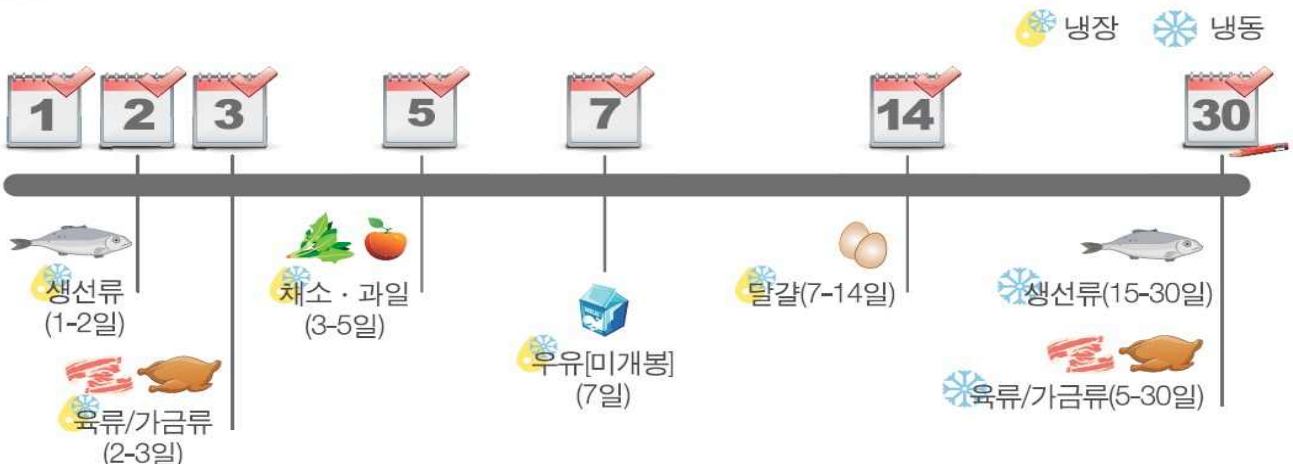 냉장 냉동
1 2 3 5 7 14 30
생선류
(1-2일)
육류/가금류
(2-3일)
채소 · 과일
(3-5일)
우유[미개봉]
(7일)
달걀(7-14일)
생선류(15-30일)
육류/가금류(5-30일)